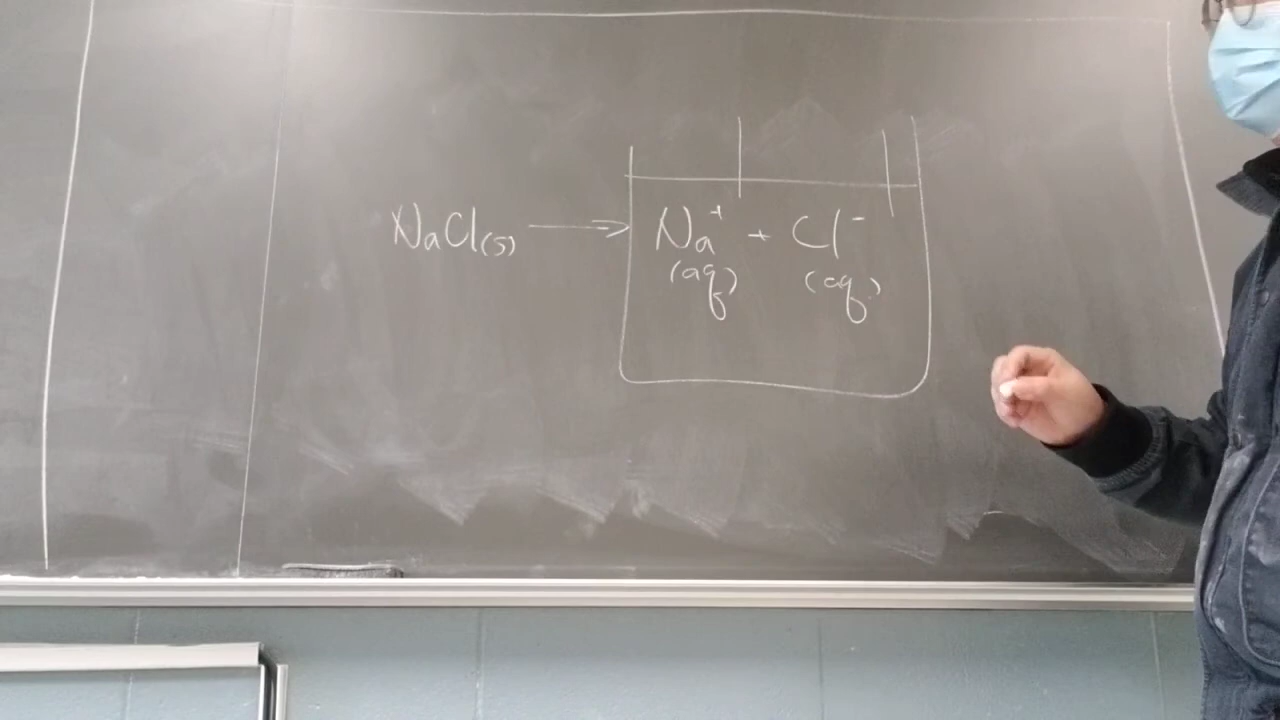 NaCl(s) → Na⁺ + Cl⁻
(aq) (aq)